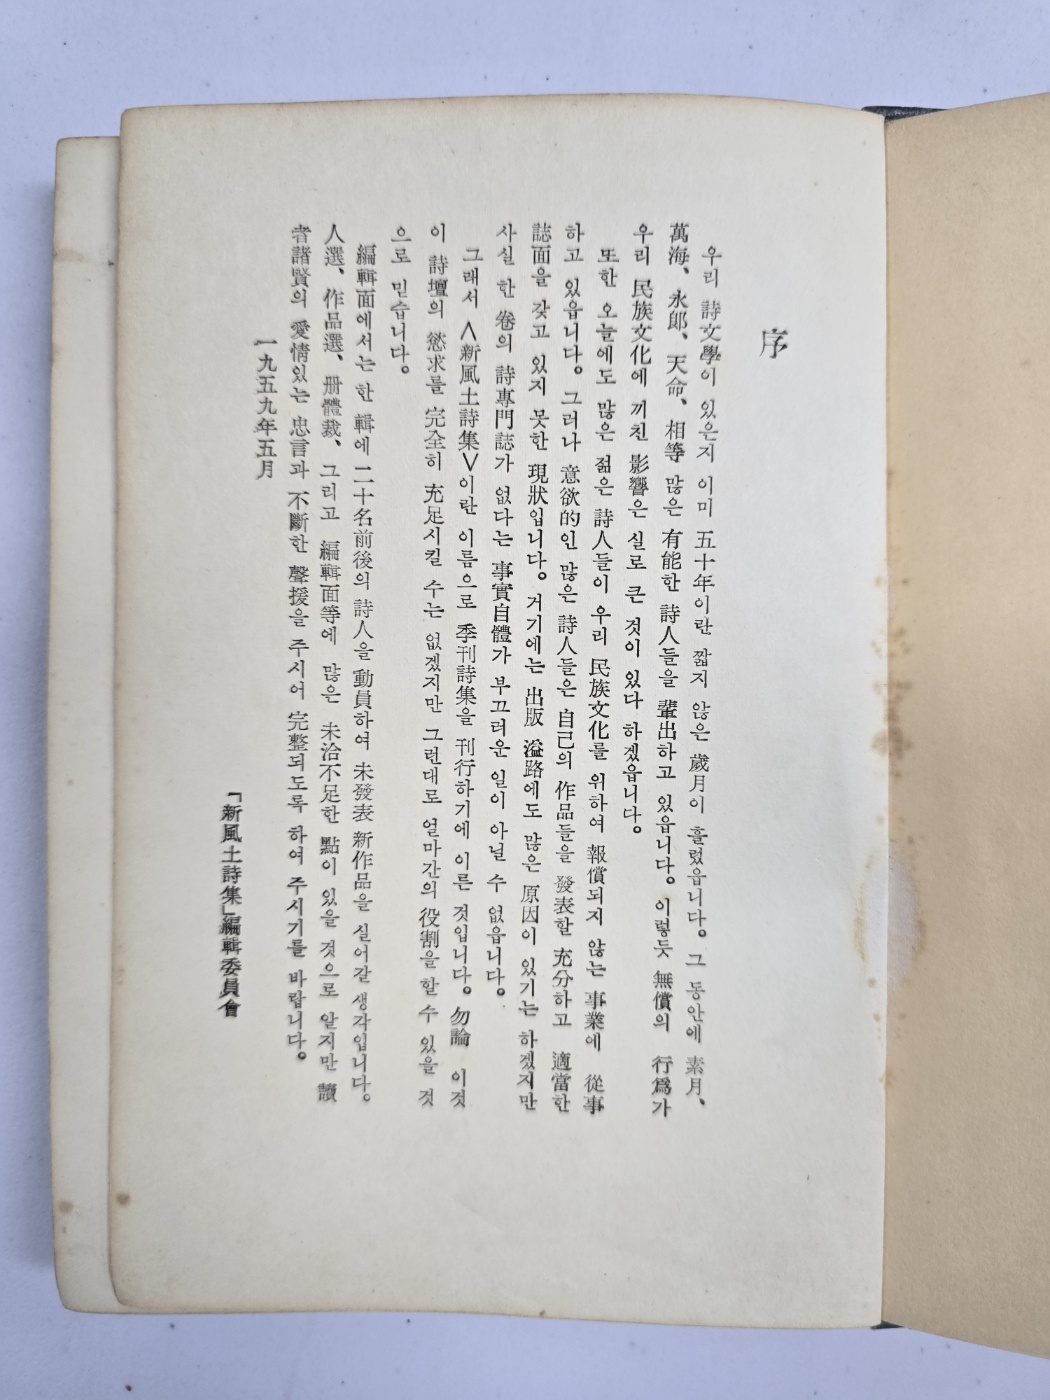 序
우리 詩文學이 있은지 이미 五十年이란 짧지 않은 歲月이 흘렀읍니다。그 동안에 素月、
萬海、永郎、天命、相等 많은 有能한 詩人들을 輩出하고 있읍니다。이렇듯 無償의 行爲가
우리 民族文化에 끼친 影響은 실로 큰 것이 있다 하겠읍니다。
또한 오늘에도 많은 젊은 詩人들이 우리 民族文化를 위하여 報償되지 않는 事業에 從事
하고 있읍니다。그러나 意欲的인 많은 詩人들은 自己의 作品들을 發表할 充分하고 適當한
誌面을 갖고 있지 못한 現狀입니다。거기에는 出版 溢路에도 많은 原因이 있기는 하겠지만
사실 한 卷의 詩專門誌가 없다는 事實自體가 부끄러운 일이 아닐 수 없읍니다。
그래서 <新風土詩集>이란 이름으로 季刊詩集을 刊行하기에 이른 것입니다。勿論 이것
이 詩壇의 慾求를 完全히 充足시킬 수는 없겠지만 그런대로 얼마간의 役割을 할 수 있을 것
으로 믿습니다。
編輯面에서는 한 輯에 二十名前後의 詩人을 動員하여 未發表 新作品을 실어갈 생각입니다。
人選、作品選、册體裁、그리고 編輯面等에 많은 未洽不足한 點이 있을 것으로 알지만 讀
者諸賢의 愛情있는 忠言과 不斷한 聲援을 주시어 完整되도록 하여 주시기를 바랍니다。
一九五九年五月
「新風土詩集」編輯委員會